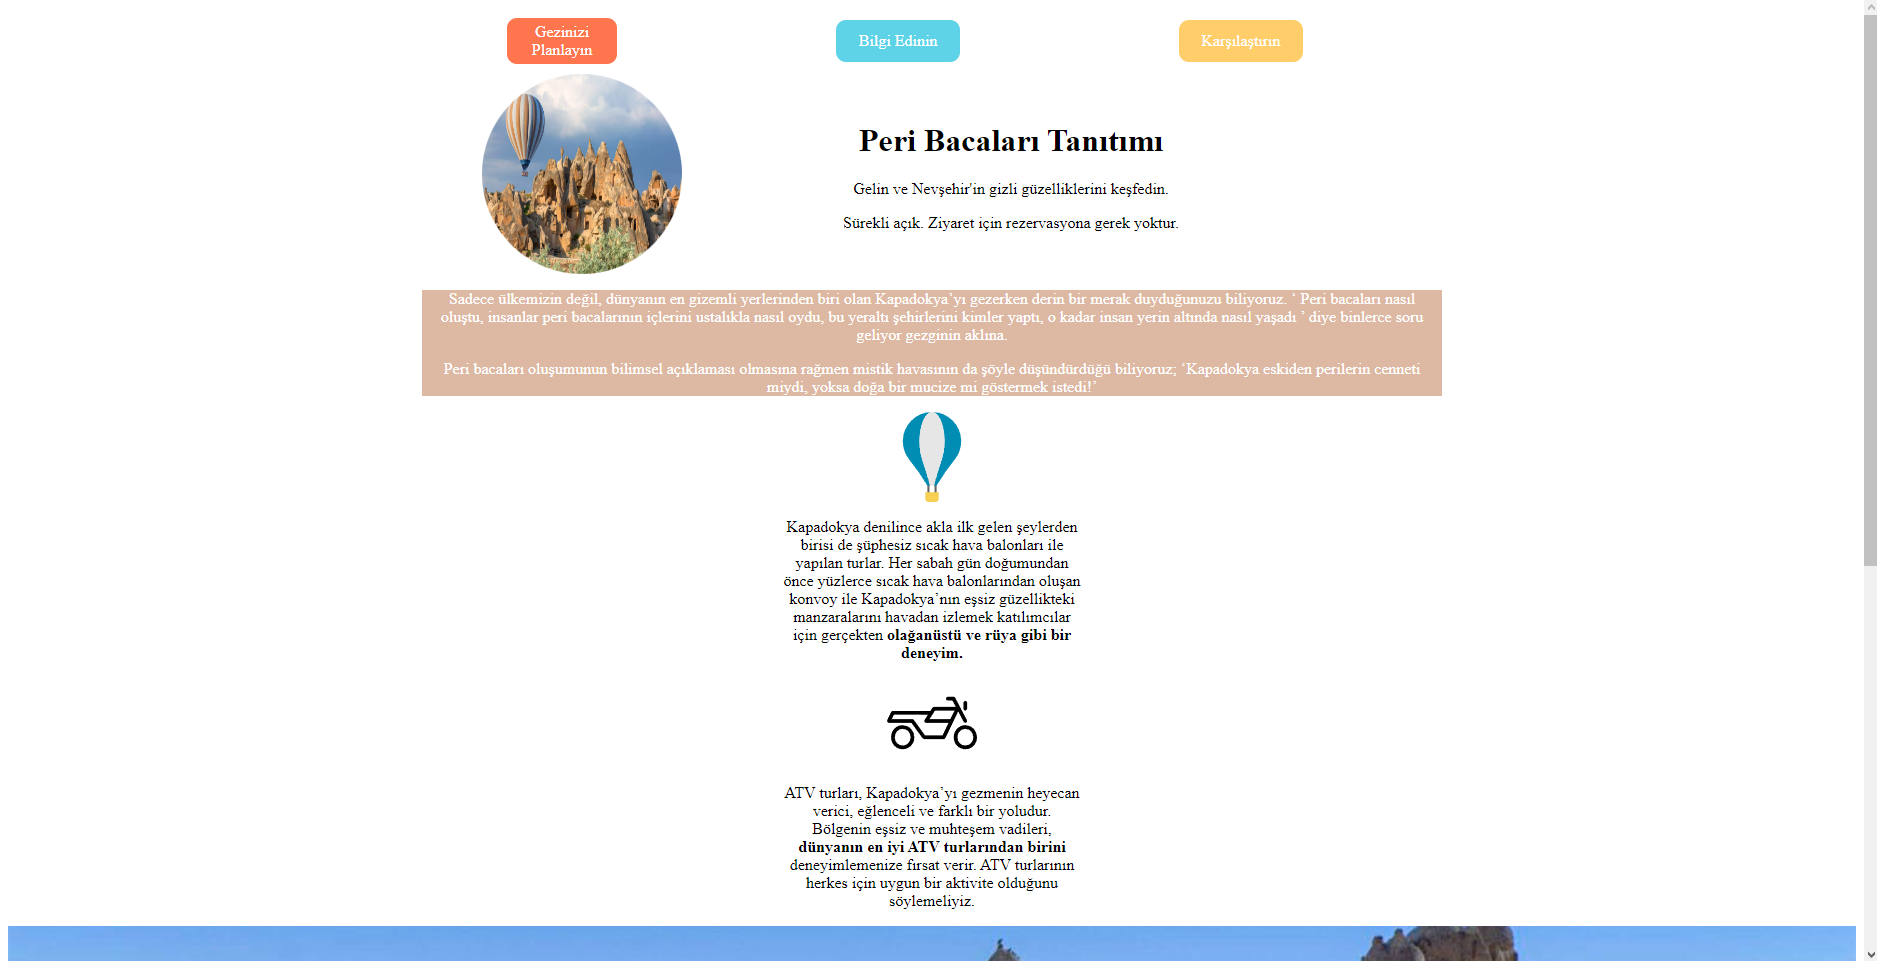 Gezinizi
Planlayın
Bilgi Edinin
Karşılaştırın
Peri Bacaları Tanıtımı
Gelin ve Nevşehir'in gizli güzelliklerini keşfedin.
Sürekli açık. Ziyaret için rezervasyona gerek yoktur.
Sadece ülkemizin değil, dünyanın en gizemli yerlerinden biri olan Kapadokya’yı gezerken derin bir merak duyduğunuzu biliyoruz. ‘ Peri bacaları nasıl
oluştu, insanlar peri bacalarının içlerini ustalıkla nasıl oydu, bu yeraltı şehirlerini kimler yaptı, o kadar insan yerin altında nasıl yaşadı ’ diye binlerce soru
geliyor gezginin aklına.
Peri bacaları oluşumunun bilimsel açıklaması olmasına rağmen mistik havasının da şöyle düşündürdüğü biliyoruz; ‘Kapadokya eskiden perilerin cenneti
miydi, yoksa doğa bir mucize mi göstermek istedi!’
Kapadokya denilince akla ilk gelen şeylerden
birisi de şüphesiz sıcak hava balonları ile
yapılan turlar. Her sabah gün doğumundan
önce yüzlerce sıcak hava balonlarından oluşan
konvoy ile Kapadokya’nın eşsiz güzellikteki
manzaralarını havadan izlemek katılımcılar
için gerçekten olağanüstü ve rüya gibi bir
deneyim.
ATV turları, Kapadokya’yı gezmenin heyecan
verici, eğlenceli ve farklı bir yoludur.
Bölgenin eşsiz ve muhteşem vadileri,
dünyanın en iyi ATV turlarından birini
deneyimlemenize fırsat verir. ATV turlarının
herkes için uygun bir aktivite olduğunu
söylemeliyiz.